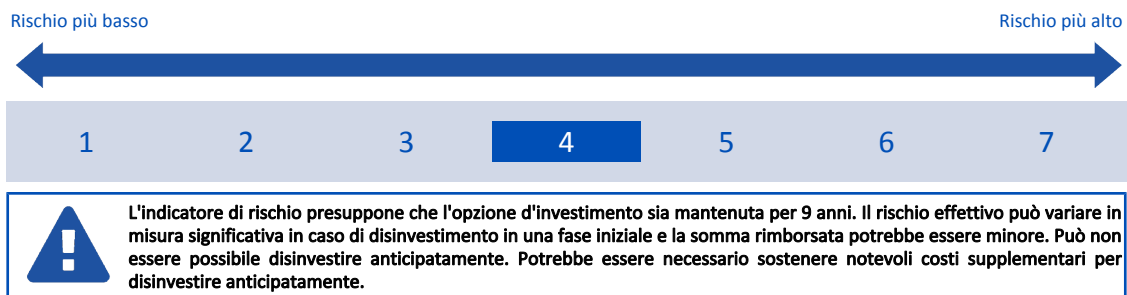 Rischio più basso Rischio più alto
1 2 3 4 5 6 7
L'indicatore di rischio presuppone che l'opzione d'investimento sia mantenuta per 9 anni. Il rischio effettivo può variare in
misura significativa in caso di disinvestimento in una fase iniziale e la somma rimborsata potrebbe essere minore. Può non
essere possibile disinvestire anticipatamente. Potrebbe essere necessario sostenere notevoli costi supplementari per
disinvestire anticipatamente.